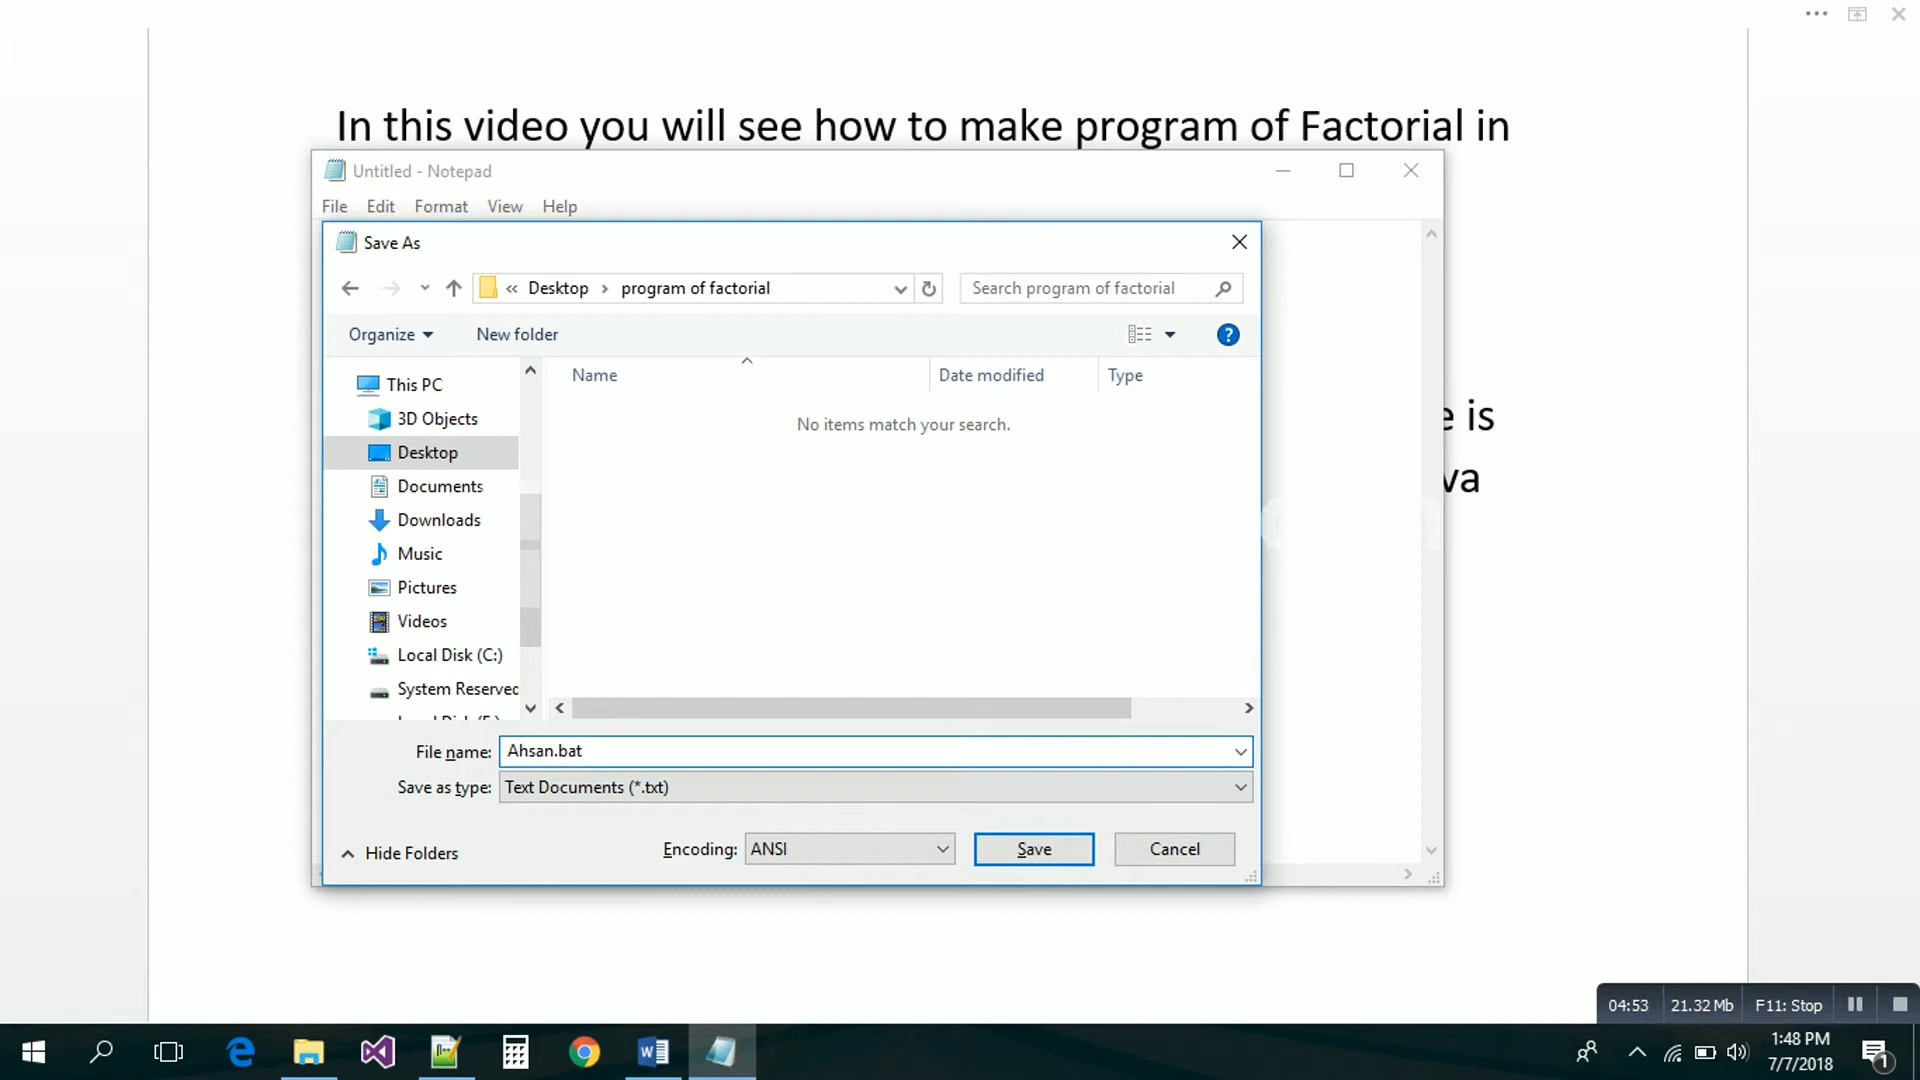 In this video you will see how to make program of Factorial in
Untitled - Notepad
File Edit Format View Help
Save As
« Desktop › program of factorial
Search program of factorial
Organize
New folder
?
This PC
3D Objects
Desktop
Documents
Downloads
Music
Pictures
Videos
Local Disk (C:)
System Reserved
Name
Date modified
Type
No items match your search.
e is
va
File name: Ahsan.bat
Save as type: Text Documents (*.txt)
Hide Folders
Encoding: ANSI
Save
Cancel
04:53 21.32 Mb F11: Stop
1:48 PM
7/7/2018
1